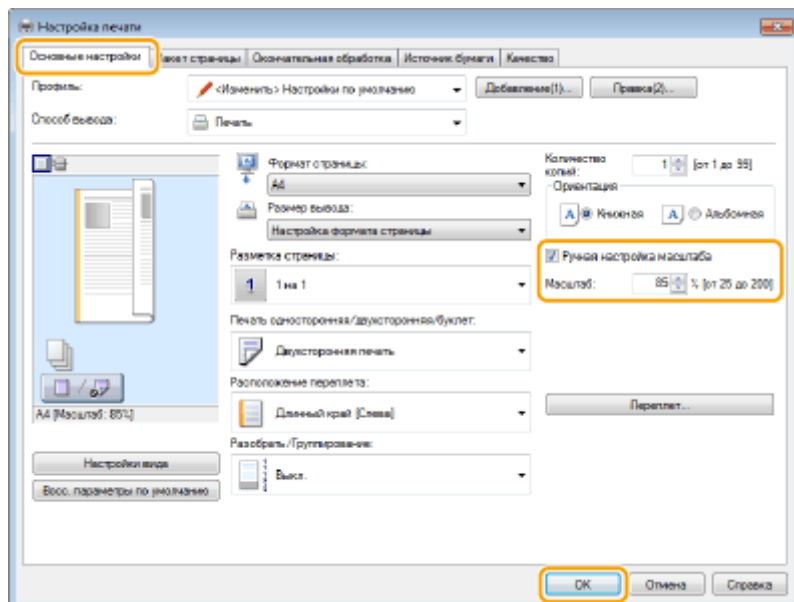 Настройка печати
Основные настройки Макет страницы Окончательная обработка Источник бумаги Качество
Профиль: <Изменить> Настройки по умолчанию Добавление(1)... Правка(2)...
Способ вывода: Печать
Формат страницы:
A4
Размер вывода:
Настройка формата страницы
Количество копий: 1 [от 1 до 99]
Ориентация
A Книжная A Альбомная
Разметка страницы:
1 1 на 1
Ручная настройка масштаба
Масштаб: 85 % [от 25 до 200]
Печать односторонняя/двухсторонняя/буклет:
Двухсторонняя печать
Расположение переплета:
Длинный край [Слева]
Переплет...
A4 [Масштаб: 85%]
Разобрать/Группирование:
Выкл.
Настройки вида
Восс. параметры по умолчанию
OK Отмена Справка